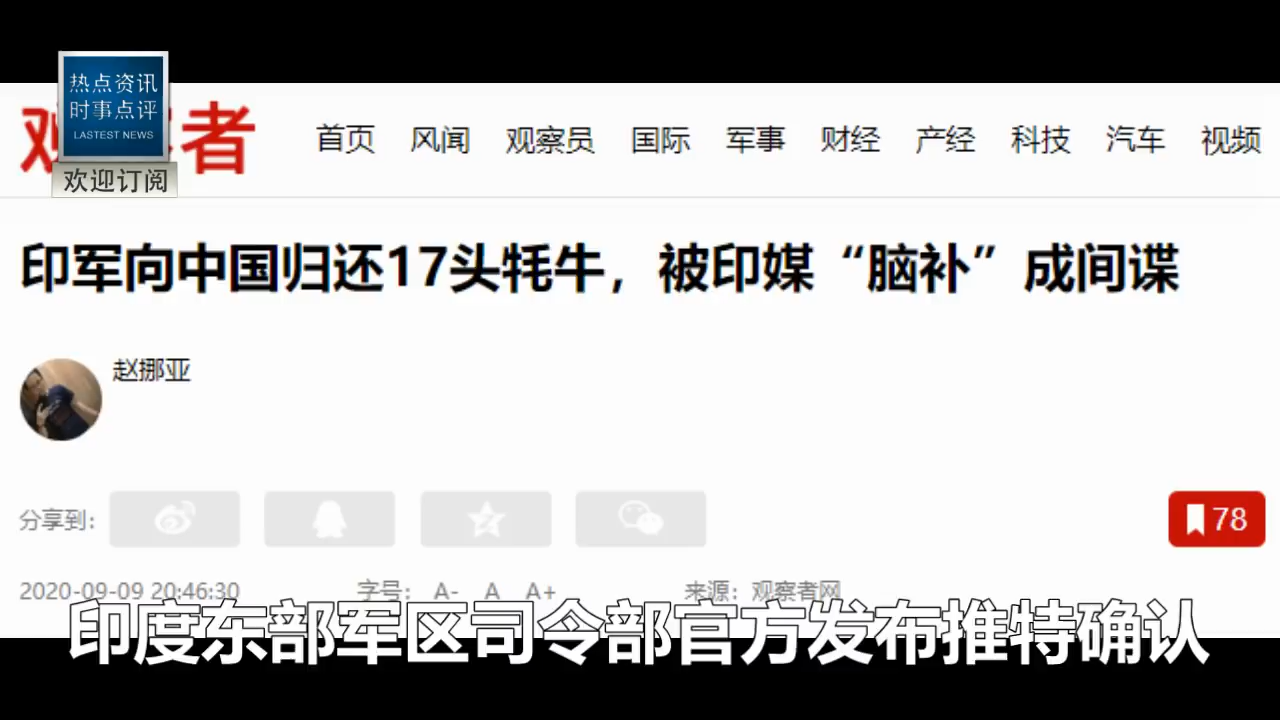 热点资讯
时事点评
LASTEST NEWS
欢迎订阅
者
首页 风闻 观察员 国际 军事 财经 产经 科技 汽车 视频
印军向中国归还17头牦牛，被印媒“脑补”成间谍
赵挪亚
分享到：
78
2020-09-09 20:46:30 字号： A- A A+ 来源：观察者网
印度东部军区司令部官方发布推特确认